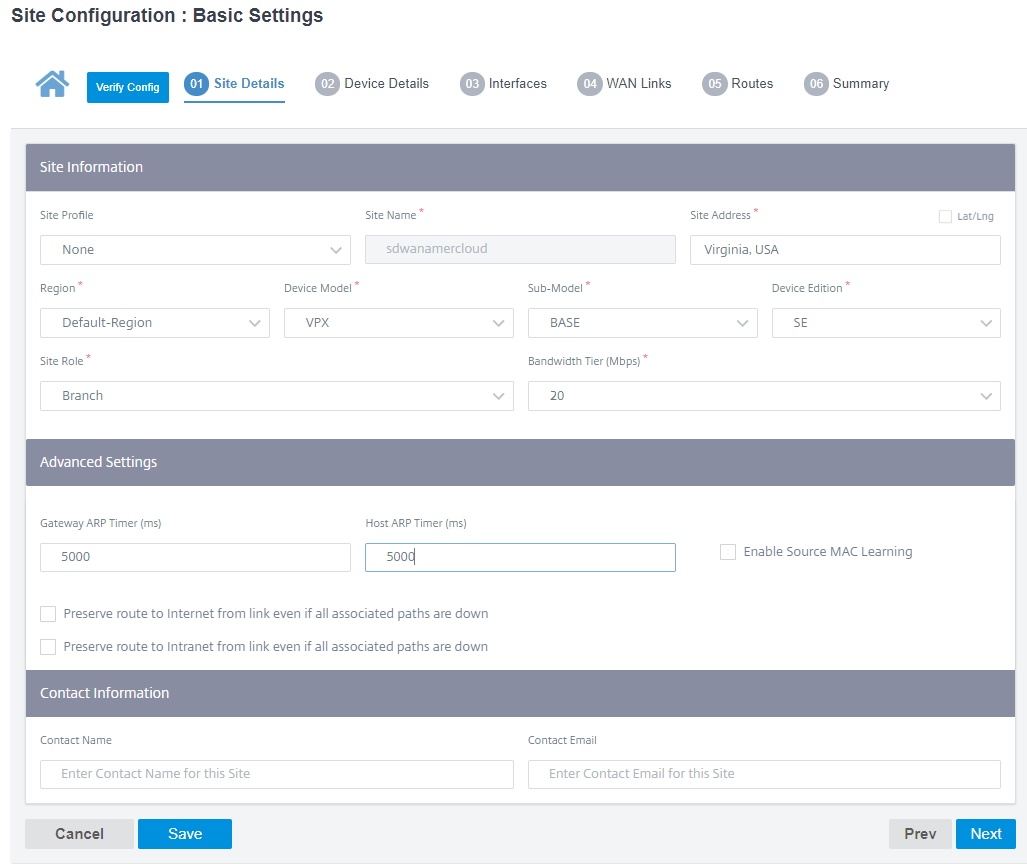 Site Configuration : Basic Settings
Verify Config
01 Site Details
02 Device Details
03 Interfaces
04 WAN Links
05 Routes
06 Summary
Site Information
Site Profile
Site Name *
Site Address *
Lat/Lng
None
sdwanamercloud
Virginia, USA
Region *
Device Model *
Sub-Model *
Device Edition *
Default-Region
VPX
BASE
SE
Site Role *
Bandwidth Tier (Mbps) *
Branch
20
Advanced Settings
Gateway ARP Timer (ms)
Host ARP Timer (ms)
5000
5000
Enable Source MAC Learning
Preserve route to Internet from link even if all associated paths are down
Preserve route to Intranet from link even if all associated paths are down
Contact Information
Contact Name
Contact Email
Enter Contact Name for this Site
Enter Contact Email for this Site
Cancel
Save
Prev
Next